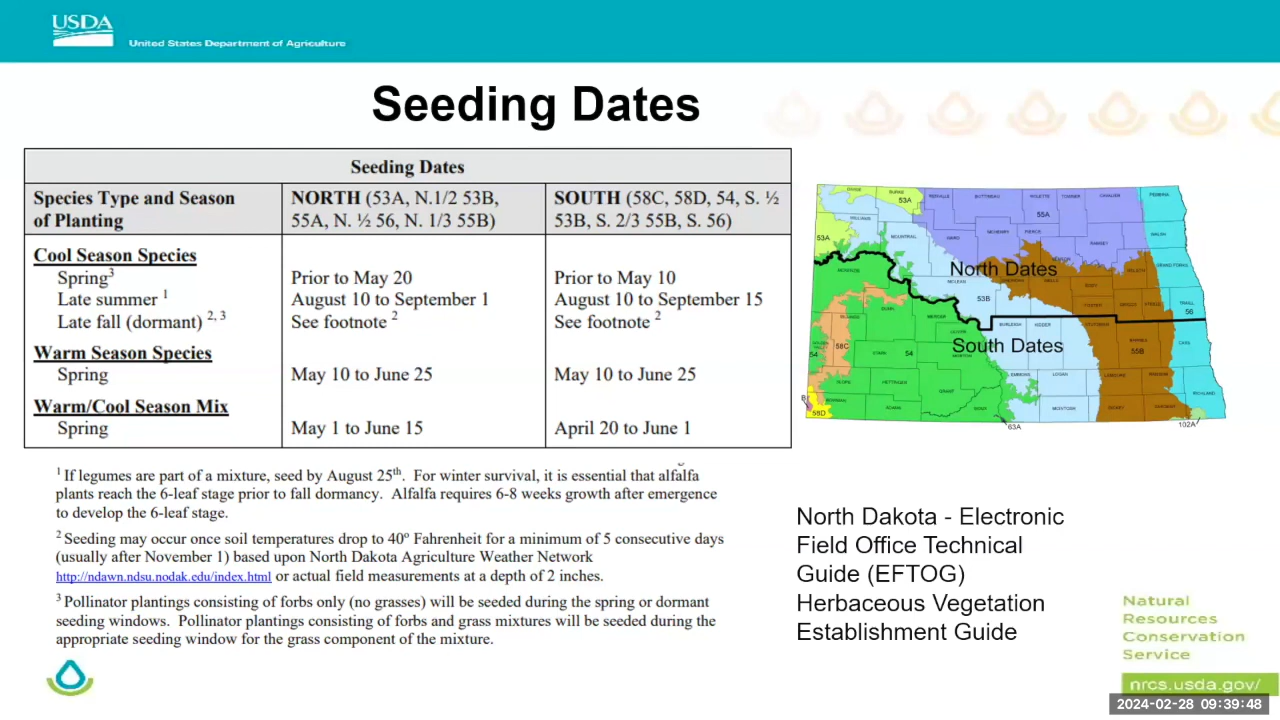 USDA
United States Department of Agriculture
Seeding Dates
Seeding Dates
Species Type and Season of Planting
NORTH (53A, N.1/2 53B, 55A, N. ½ 56, N. 1/3 55B)
SOUTH (58C, 58D, 54, S. ½ 53B, S. 2/3 55B, S. 56)
Cool Season Species
Spring³ Prior to May 20 Prior to May 10
Late summer ¹ August 10 to September 1 August 10 to September 15
Late fall (dormant) ²,³ See footnote ² See footnote ²
Warm Season Species
Spring May 10 to June 25 May 10 to June 25
Warm/Cool Season Mix
Spring May 1 to June 15 April 20 to June 1
¹ If legumes are part of a mixture, seed by August 25th. For winter survival, it is essential that alfalfa
plants reach the 6-leaf stage prior to fall dormancy. Alfalfa requires 6-8 weeks growth after emergence
to develop the 6-leaf stage.
² Seeding may occur once soil temperatures drop to 40º Fahrenheit for a minimum of 5 consecutive days
(usually after November 1) based upon North Dakota Agriculture Weather Network
http://ndawn.ndsu.nodak.edu/index.html or actual field measurements at a depth of 2 inches.
³ Pollinator plantings consisting of forbs only (no grasses) will be seeded during the spring or dormant
seeding windows. Pollinator plantings consisting of forbs and grass mixtures will be seeded during the
appropriate seeding window for the grass component of the mixture.
53A
55A
53A
North Dates
53B
56
South Dates
58C
54
54
55B
58D
63A
102A
North Dakota - Electronic
Field Office Technical
Guide (EFTOG)
Herbaceous Vegetation
Establishment Guide
Natural
Resources
Conservation
Service
nrcs.usda.gov/
2024-02-28 09:39:48